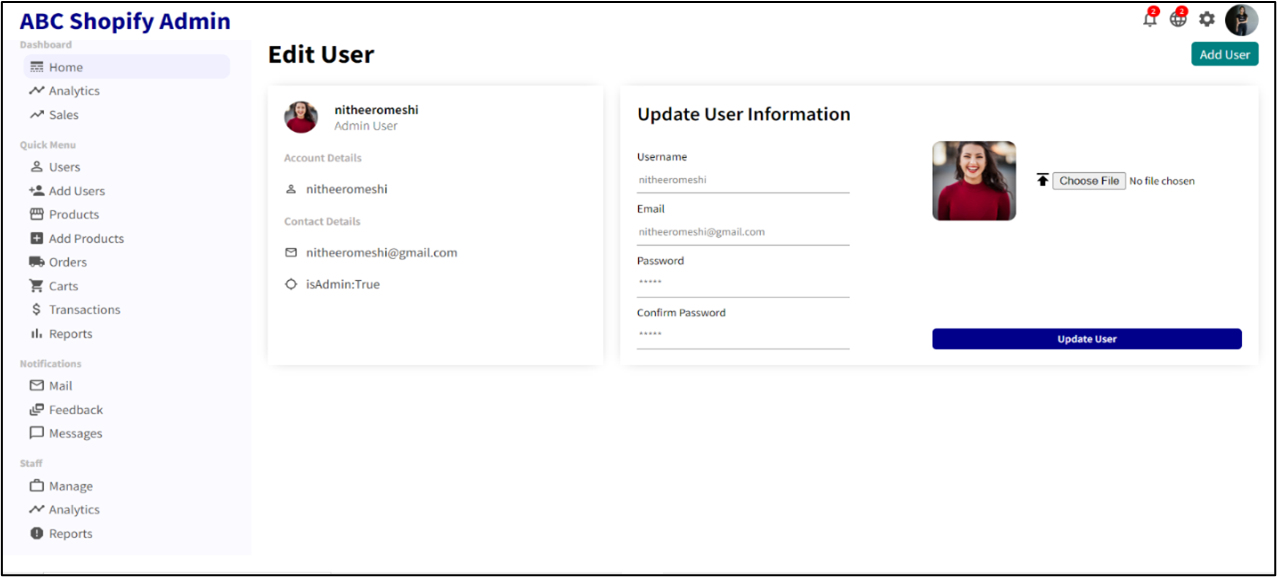 ABC Shopify Admin
2
2
Dashboard
Home
Analytics
Sales
Quick Menu
Users
Add Users
Products
Add Products
Orders
Carts
Transactions
Reports
Notifications
Mail
Feedback
Messages
Staff
Manage
Analytics
Reports
Edit User
Add User
nitheeromeshi
Admin User
Account Details
nitheeromeshi
Contact Details
nitheeromeshi@gmail.com
isAdmin:True
Update User Information
Username
nitheeromeshi
Email
nitheeromeshi@gmail.com
Password
*****
Confirm Password
*****
Choose File No file chosen
Update User